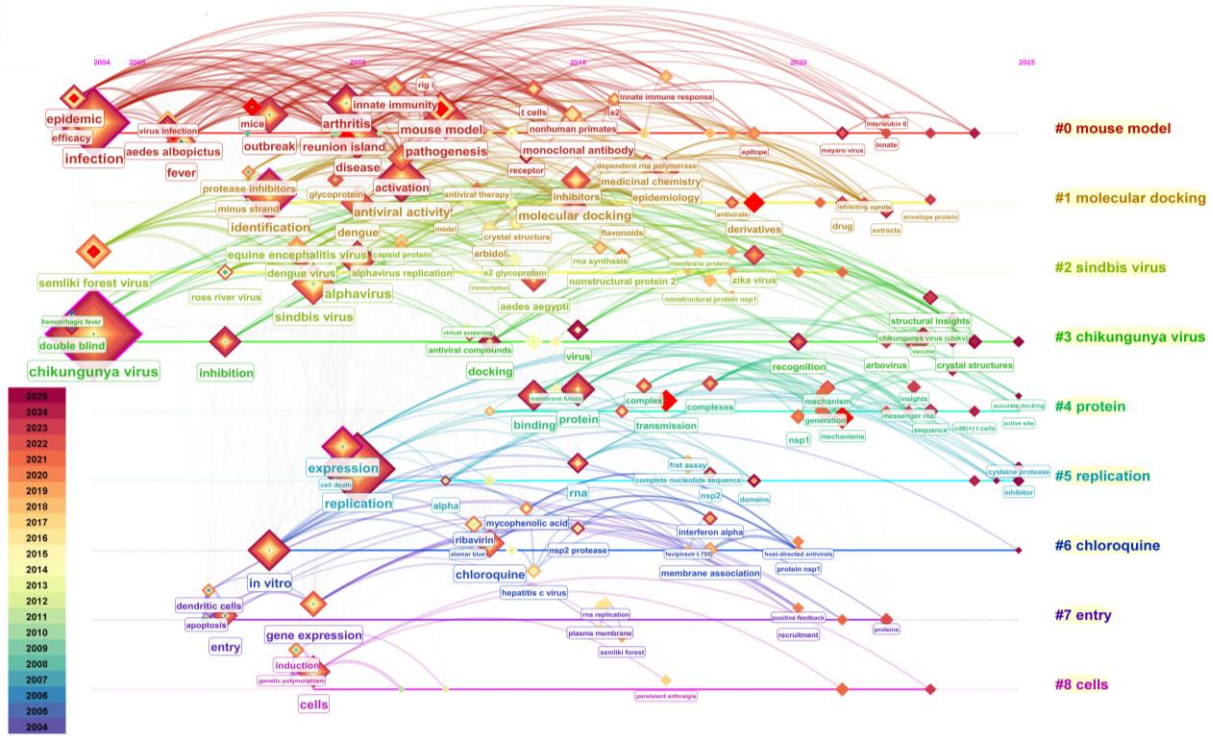 2004
2005
2010
2015
2020
2025
rig i
innate immune response
innate immunity
epidemic
efficacy
infection
virus infection
aedes albopictus
fever
mice
outbreak
arthritis
reunion island
disease
mouse model
pathogenesis
activation
t cells
e2
nonhuman primates
monoclonal antibody
receptor
epitope
interleukin 6
mayaro virus
innate
#0 mouse model
dependent rna polymerase
medicinal chemistry
protease inhibitors
minus strand
identification
glycoprotein
antiviral activity
dengue
antiviral therapy
model
inhibitors
molecular docking
epidemiology
antivirals
derivatives
inhibiting agents
drug
extracts
envelope protein
#1 molecular docking
crystal structure
flavonoids
semliki forest virus
equine encephalitis virus
capsid protein
arbidol
rna synthesis
membrane protein
ross river virus
dengue virus
alphavirus replication
e2 glycoprotein
transcription
nonstructural protein 2
zika virus
alphavirus
sindbis virus
aedes aegypti
nonstructural protein nsp1
#2 sindbis virus
hemorrhagic fever
double blind
chikungunya virus
inhibition
virtual screening
antiviral compounds
docking
virus
structural insights
chikungunya virus (chikv)
vaccine
recognition
arbovirus
crystal structures
#3 chikungunya virus
membrane fusion
binding
protein
complex
transmission
complexes
mechanism
generation
nsp1
mechanisms
insights
messenger rna
sequence
cd8(+) t cells
accurate docking
active site
#4 protein
expression
cell death
replication
alpha
rna
fret assay
complete nucleotide sequence
nsp2
domains
cysteine protease
inhibitor
#5 replication
in vitro
mycophenolic acid
ribavirin
alamar blue
chloroquine
nsp2 protease
hepatitis c virus
interferon alpha
favipiravir t 705
membrane association
host-directed antivirals
protein nsp1
#6 chloroquine
dendritic cells
apoptosis
entry
gene expression
rna replication
plasma membrane
semliki forest
positive feedback
recruitment
proteins
#7 entry
induction
genetic polymorphism
cells
persistent arthralgia
#8 cells
2025
2024
2023
2022
2021
2020
2019
2018
2017
2016
2015
2014
2013
2012
2011
2010
2009
2008
2007
2006
2005
2004